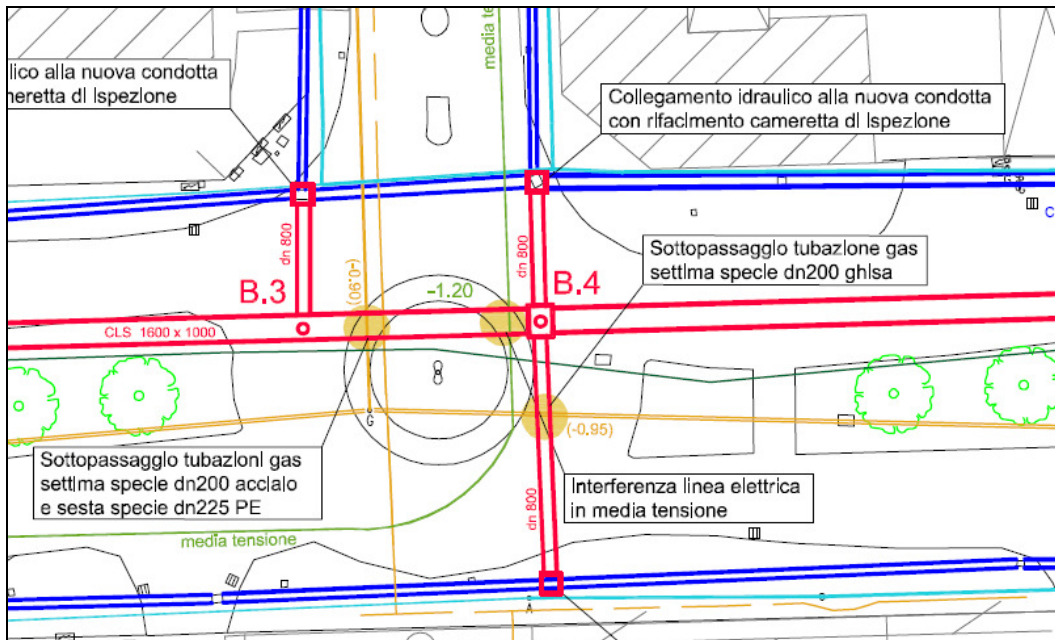 media te
lico alla nuova condotta
meretta di Ispezione
Collegamento idraulico alla nuova condotta
con rifacimento cameretta di Ispezione
C
dn 800
dn 800
Sottopassaggio tubazione gas
settima specie dn200 ghisa
(-0.90)
B.3
-1.20
B.4
CLS 1600 x 1000
G
(-0.95)
Sottopassaggio tubazioni gas
settima specie dn200 acciaio
e sesta specie dn225 PE
Interferenza linea elettrica
in media tensione
dn 800
media tensione
A